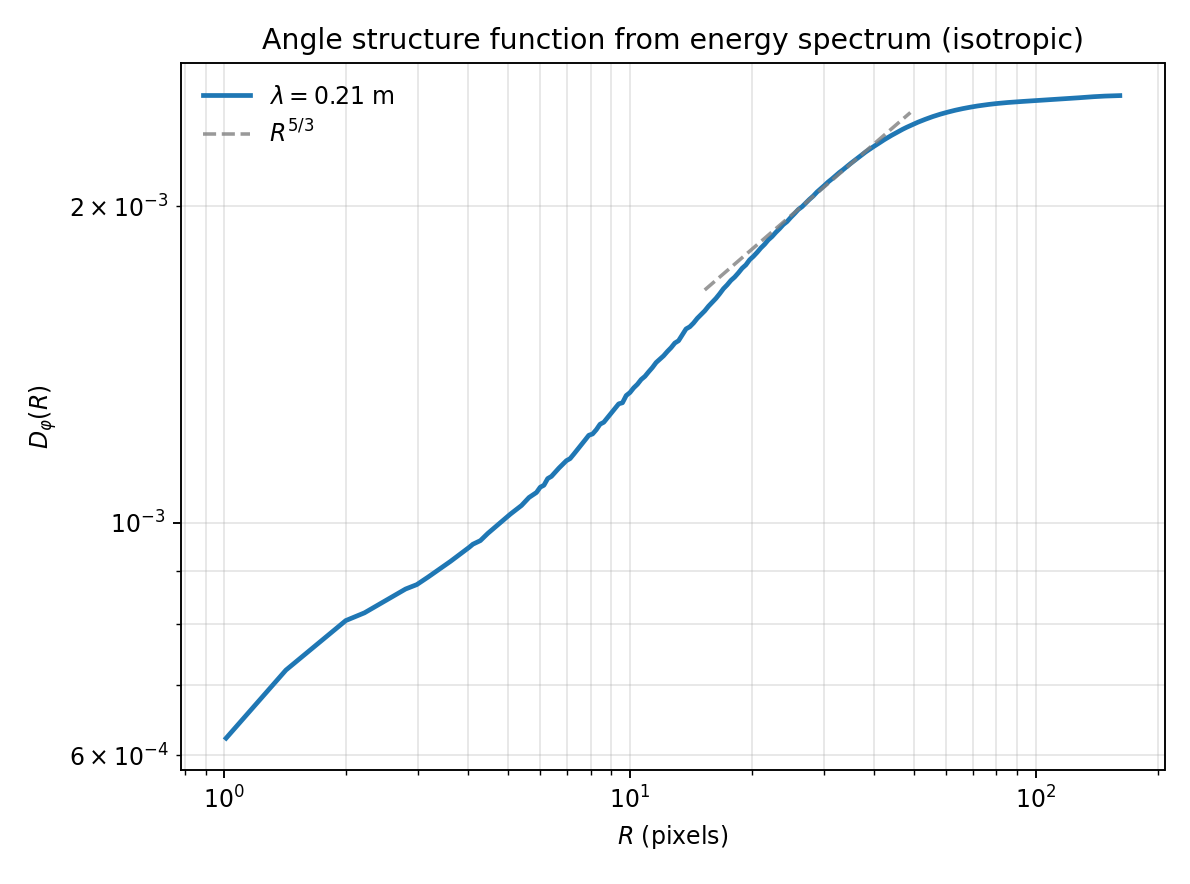 Angle structure function from energy spectrum (isotropic)
λ = 0.21 m
R^{5/3}
2 × 10^{−3}
10^{−3}
6 × 10^{−4}
D_φ(R)
10^0
10^1
10^2
R (pixels)